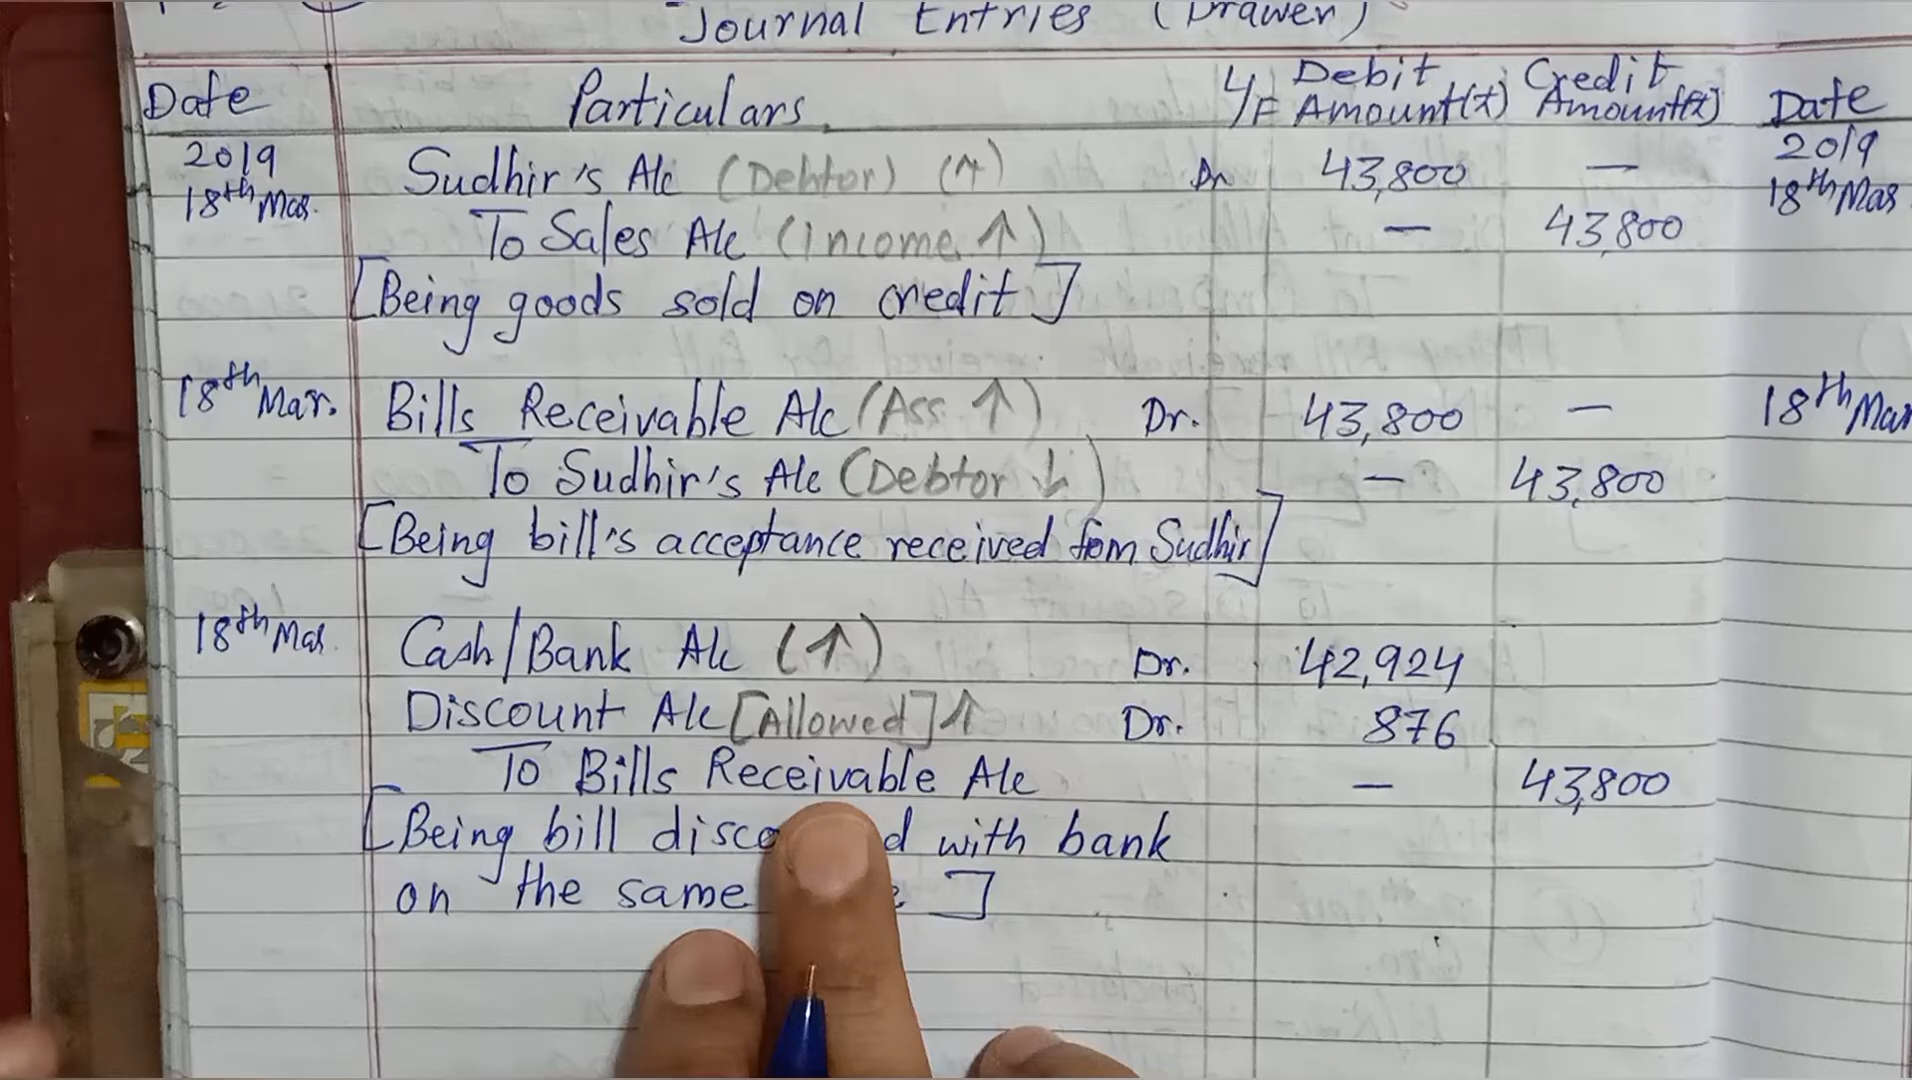 Journal Entries (Drawer)
Date Particulars L/F Debit Amount(₹) Credit Amount(₹) Date
2019 Sudhir's A/c (Debtor) (↑) Dr 43,800 — 2019
18th Mar. To Sales A/c (Income ↑) — 43,800 18th Mar
[Being goods sold on credit]
18th Mar. Bills Receivable A/c (Ass. ↑) Dr. 43,800 — 18th Mar
To Sudhir's A/c (Debtor ↓) — 43,800
[Being bill's acceptance received fom Sudhir]
18th Mar. Cash/Bank A/c (↑) Dr. 42,924
Discount A/c [Allowed] ↑ Dr. 876
To Bills Receivable A/c — 43,800
[Being bill with bank
on the same ]